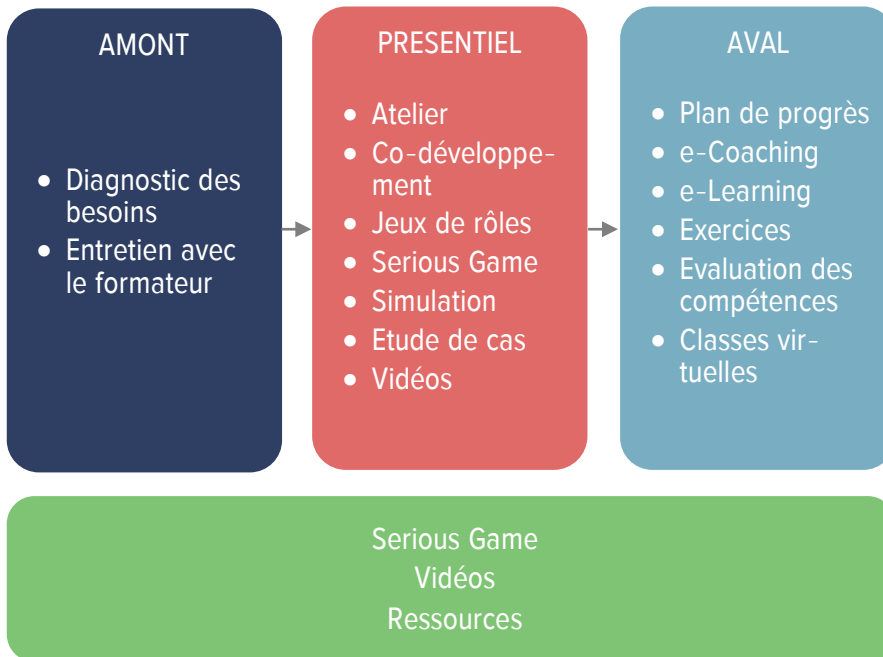 AMONT
• Diagnostic des
besoins
• Entretien avec
le formateur
PRESENTIEL
• Atelier
• Co-développe-
ment
• Jeux de rôles
• Serious Game
• Simulation
• Etude de cas
• Vidéos
AVAL
• Plan de progrès
• e-Coaching
• e-Learning
• Exercices
• Evaluation des
compétences
• Classes vir-
tuelles
Serious Game
Vidéos
Ressources